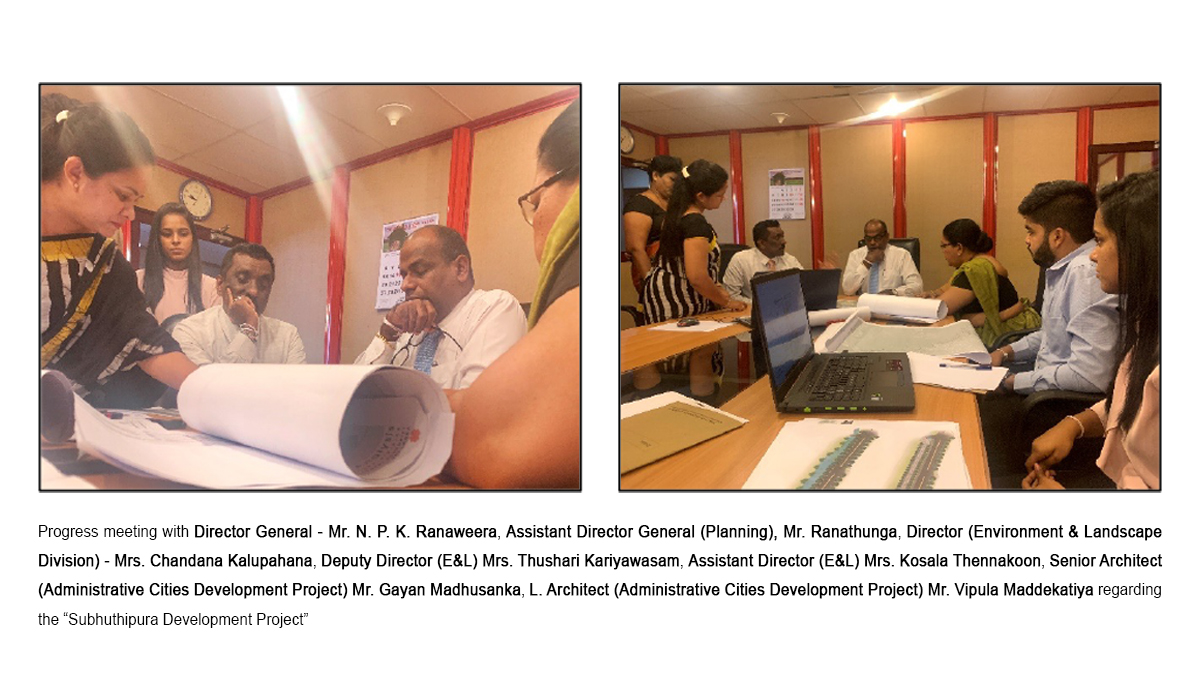 Progress meeting with Director General - Mr. N. P. K. Ranaweera, Assistant Director General (Planning), Mr. Ranathunga, Director (Environment & Landscape
Division) - Mrs. Chandana Kalupahana, Deputy Director (E&L) Mrs. Thushari Kariyawasam, Assistant Director (E&L) Mrs. Kosala Thennakoon, Senior Architect
(Administrative Cities Development Project) Mr. Gayan Madhusanka, L. Architect (Administrative Cities Development Project) Mr. Vipula Maddekatiya regarding
the “Subhuthipura Development Project”